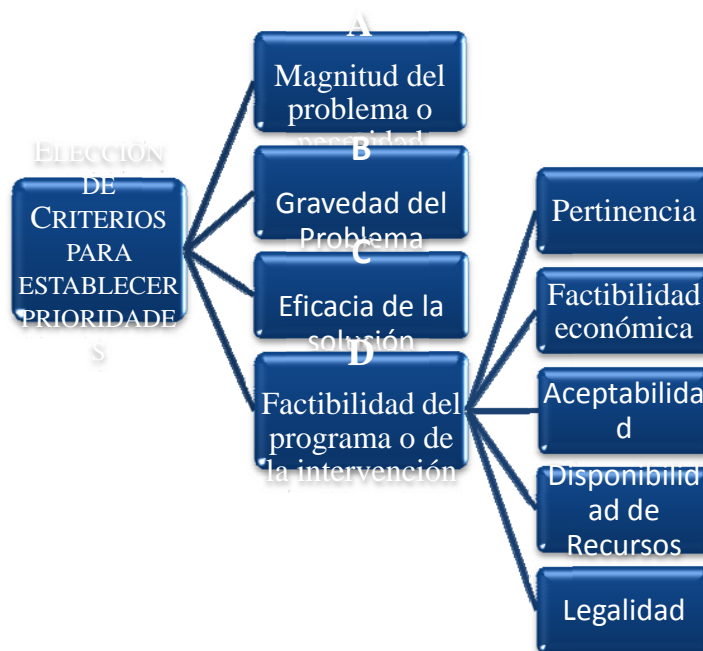 ELECCIÓN
DE
CRITERIOS
PARA
ESTABLECER
PRIORIDADE
S
A
Magnitud del
problema o
necesidad
B
Gravedad del
Problema
C
Eficacia de la
solución
D
Factibilidad del
programa o de
la intervención
Pertinencia
Factibilidad
económica
Aceptabilida
d
Disponibilid
ad de
Recursos
Legalidad